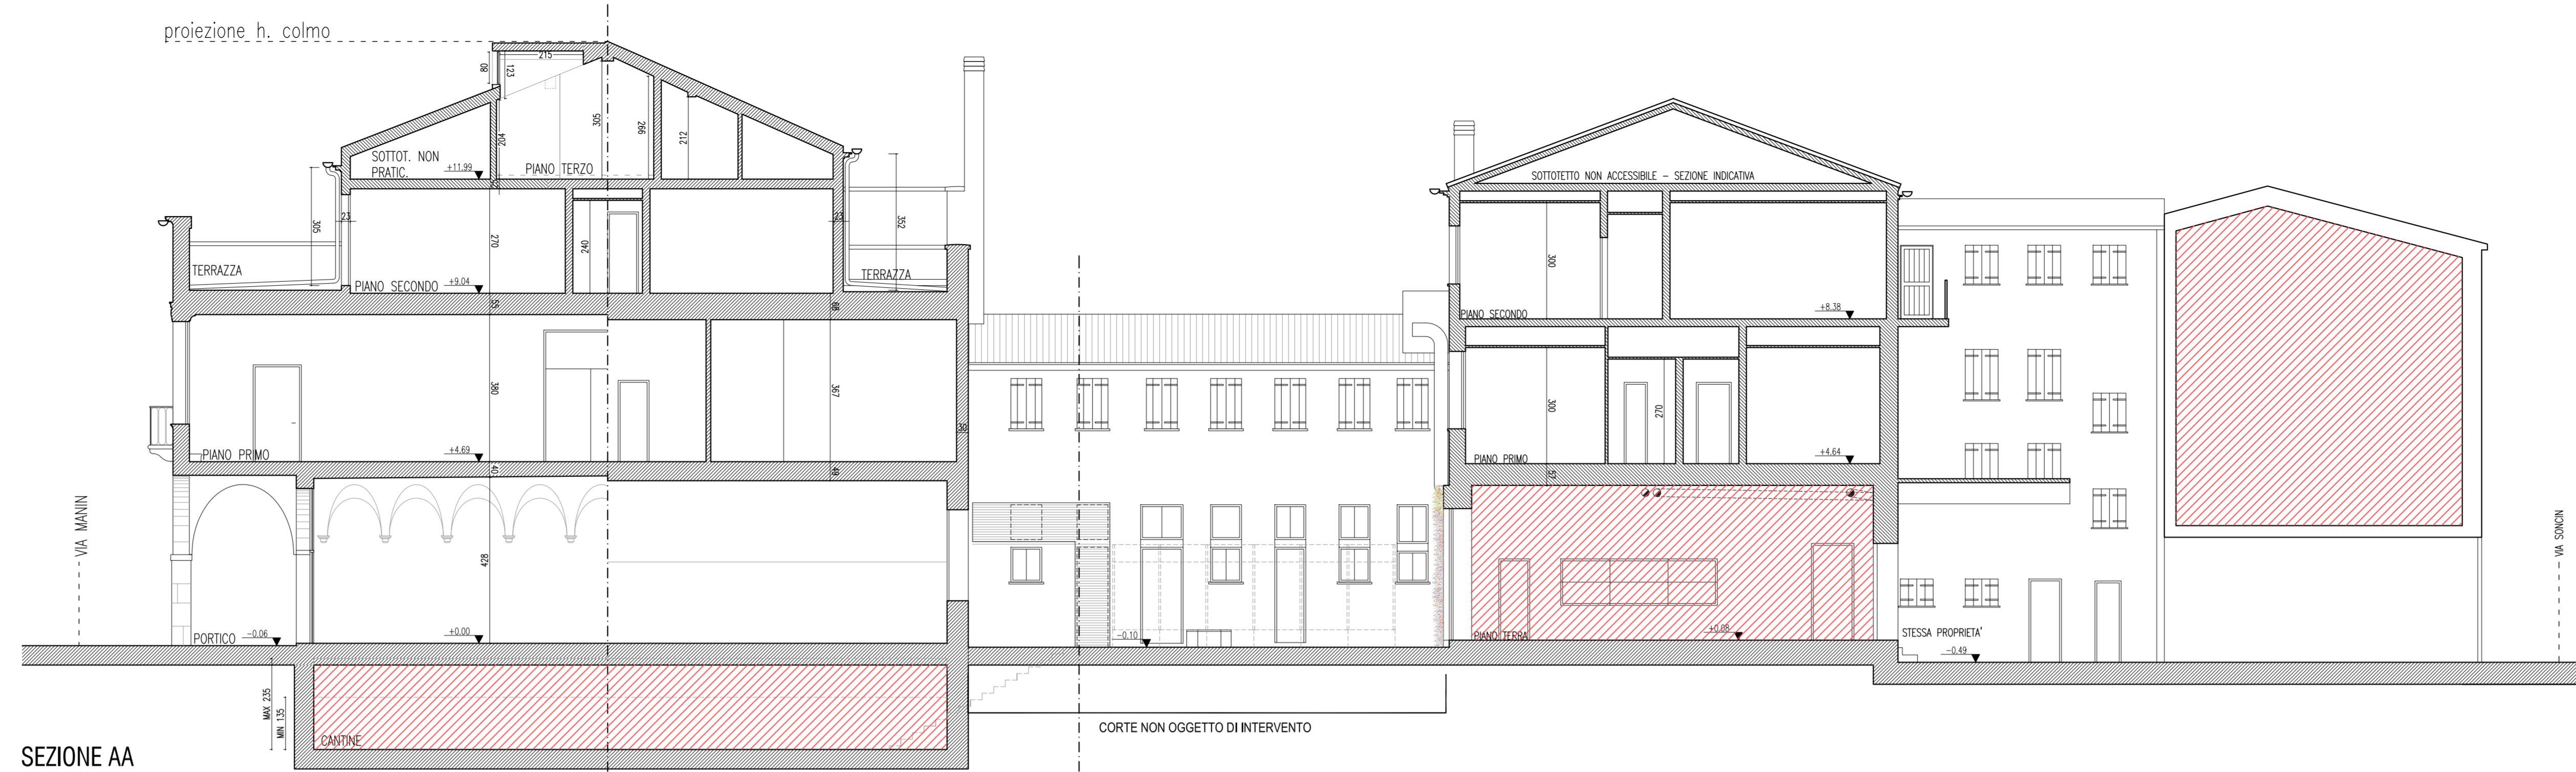 proiezione h. colmo
215
80
123
204
305
266
212
SOTTOT. NON
PRATIC.
+11.99
PIANO TERZO
25
305
23
270
240
23
352
TERRAZZA
PIANO SECONDO
+9.04
TERRAZZA
55
68
380
367
30
PIANO PRIMO
+4.69
40
49
VIA MANIN
428
PORTICO
-0.06
+0.00
MAX 235
MIN 135
CANTINE
SEZIONE AA
-0.10
CORTE NON OGGETTO DI INTERVENTO
SOTTOTETTO NON ACCESSIBILE - SEZIONE INDICATIVA
300
PIANO SECONDO
+8.38
300
270
PIANO PRIMO
+4.64
57
PIANO TERRA
+0.08
STESSA PROPRIETA'
-0.49
VIA SONCIN